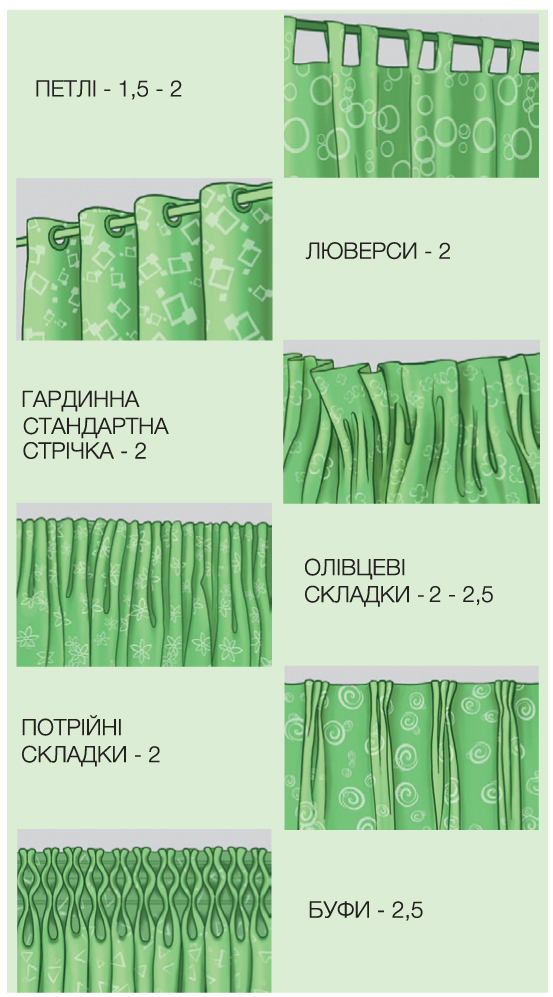 ПЕТЛІ - 1,5 - 2
ЛЮВЕРСИ - 2
ГАРДИННА
СТАНДАРТНА
СТРІЧКА - 2
ОЛІВЦЕВІ
СКЛАДКИ - 2 - 2,5
ПОТРІЙНІ
СКЛАДКИ - 2
БУФИ - 2,5